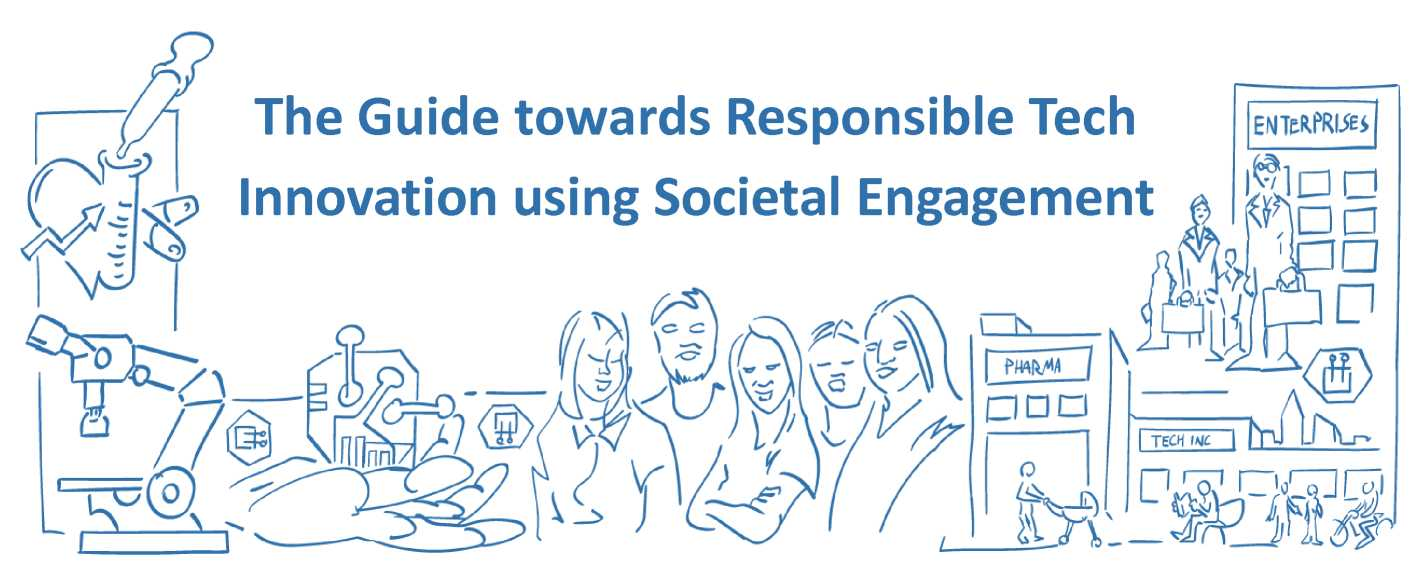 The Guide towards Responsible Tech
Innovation using Societal Engagement
ENTERPRISES
PHARMA
TECH INC